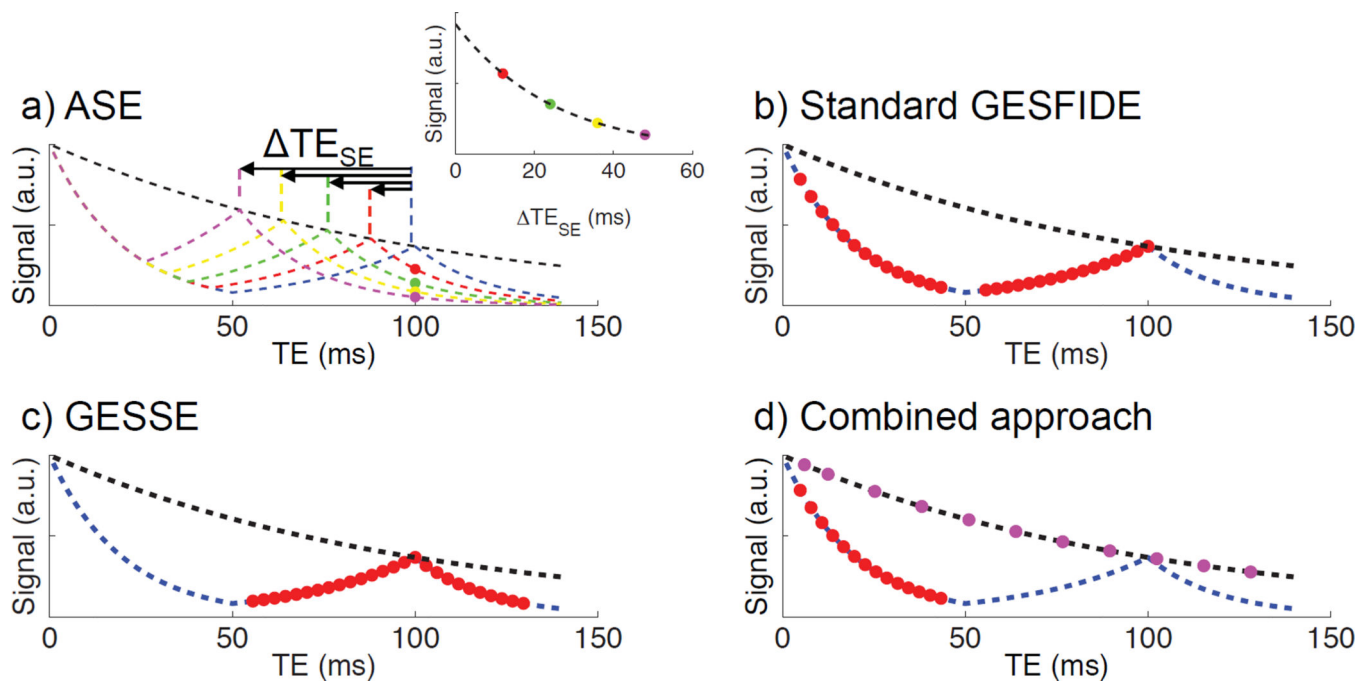 a) ASE
ΔTE_SE
Signal (a.u.)
0 50 100 150
TE (ms)
Signal (a.u.)
0 20 40 60
ΔTE_SE (ms)
b) Standard GESFIDE
Signal (a.u.)
0 50 100 150
TE (ms)
c) GESSE
Signal (a.u.)
0 50 100 150
TE (ms)
d) Combined approach
Signal (a.u.)
0 50 100 150
TE (ms)